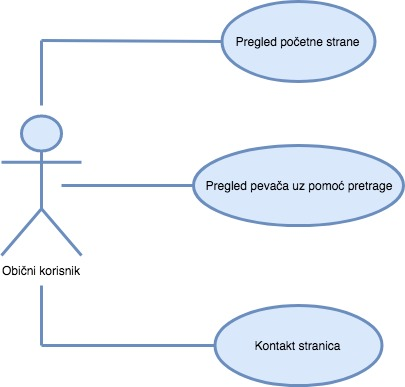 Pregled početne strane
Pregled pevača uz pomoć pretrage
Obični korisnik
Kontakt stranica